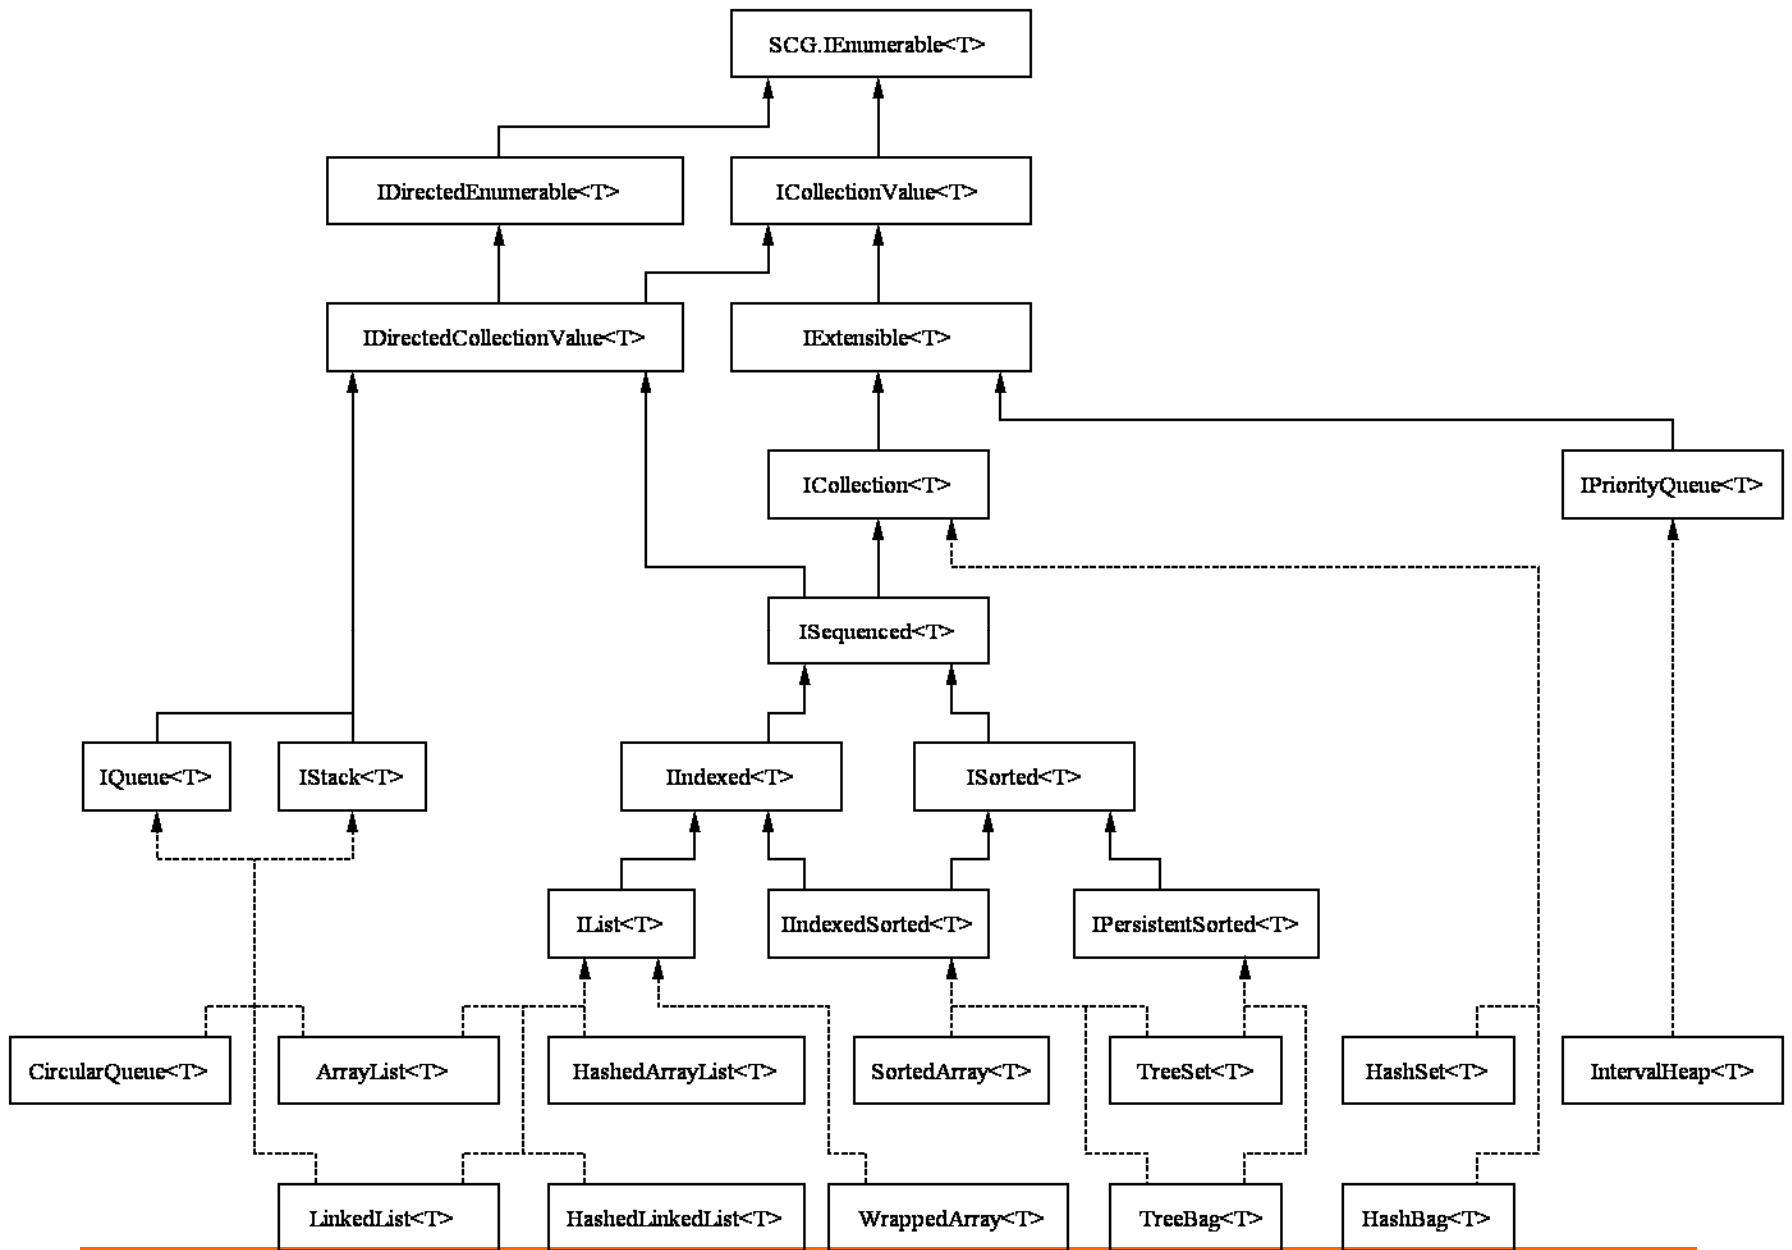 SCG.IEnumerable<T>
IDirectedEnumerable<T>
ICollectionValue<T>
IDirectedCollectionValue<T>
IExtensible<T>
ICollection<T>
IPriorityQueue<T>
ISequenced<T>
IQueue<T>
IStack<T>
IIndexed<T>
ISorted<T>
IList<T>
IIndexedSorted<T>
IPersistentSorted<T>
CircularQueue<T>
ArrayList<T>
HashedArrayList<T>
SortedArray<T>
TreeSet<T>
HashSet<T>
IntervalHeap<T>
LinkedList<T>
HashedLinkedList<T>
WrappedArray<T>
TreeBag<T>
HashBag<T>